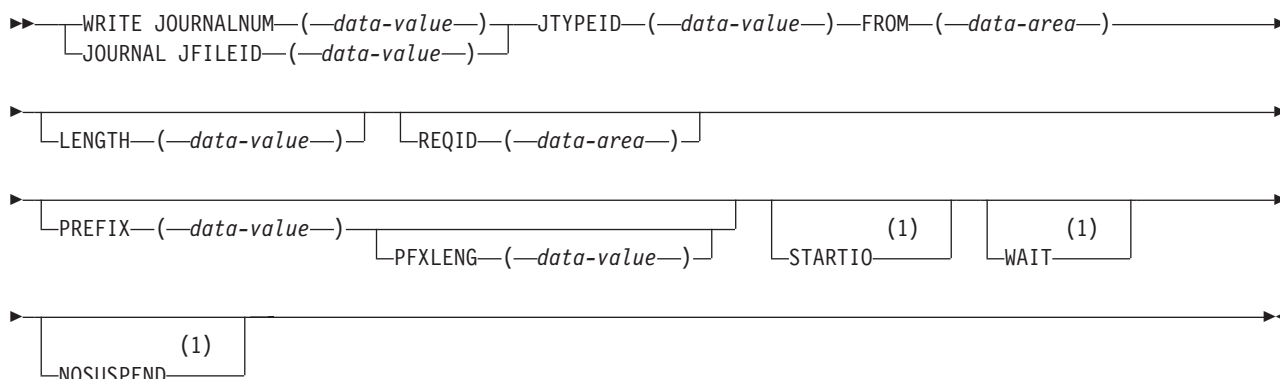 WRITE JOURNALNUM ( data-value ) JTYPEID ( data-value ) FROM ( data-area )
JOURNAL JFILEID ( data-value )
LENGTH ( data-value ) REQID ( data-area )
PREFIX ( data-value ) (1) (1)
PFXLENG ( data-value ) STARTIO WAIT
(1)
NOSUSPEND